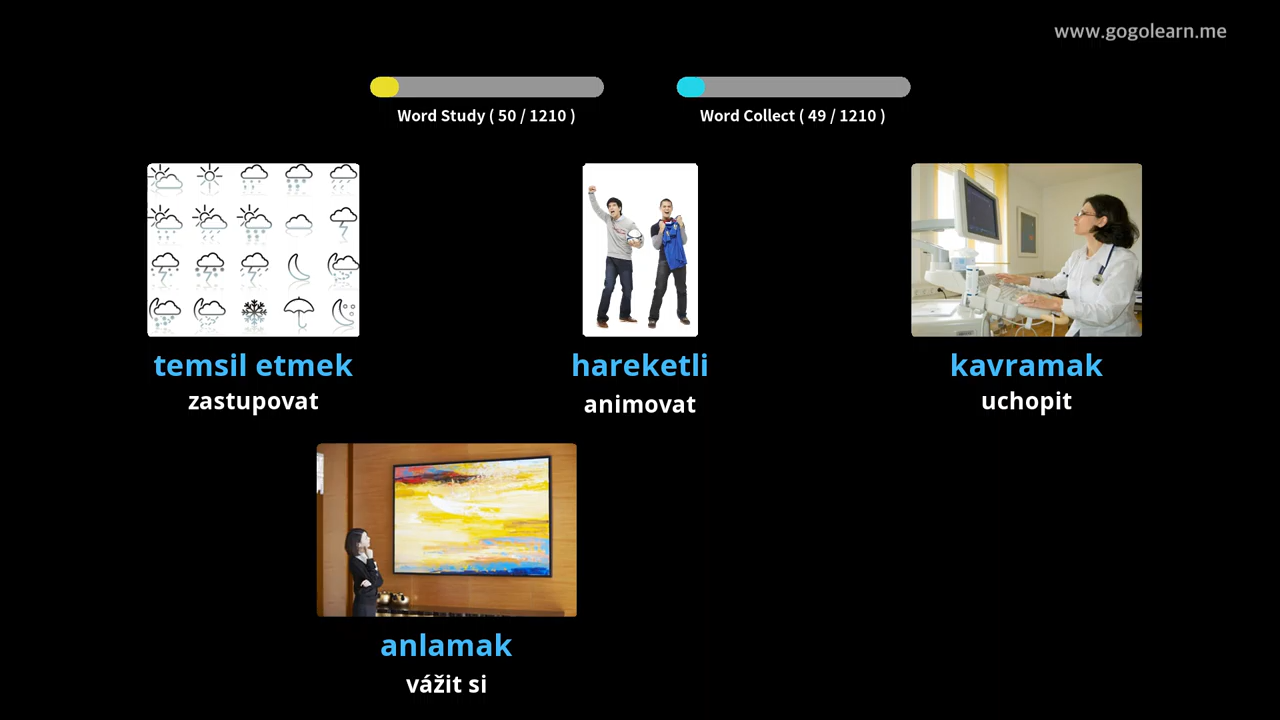 www.gogolearn.me
Word Study ( 50 / 1210 )
Word Collect ( 49 / 1210 )
temsil etmek
zastupovat
hareketli
animovat
kavramak
uchopit
anlamak
vážit si